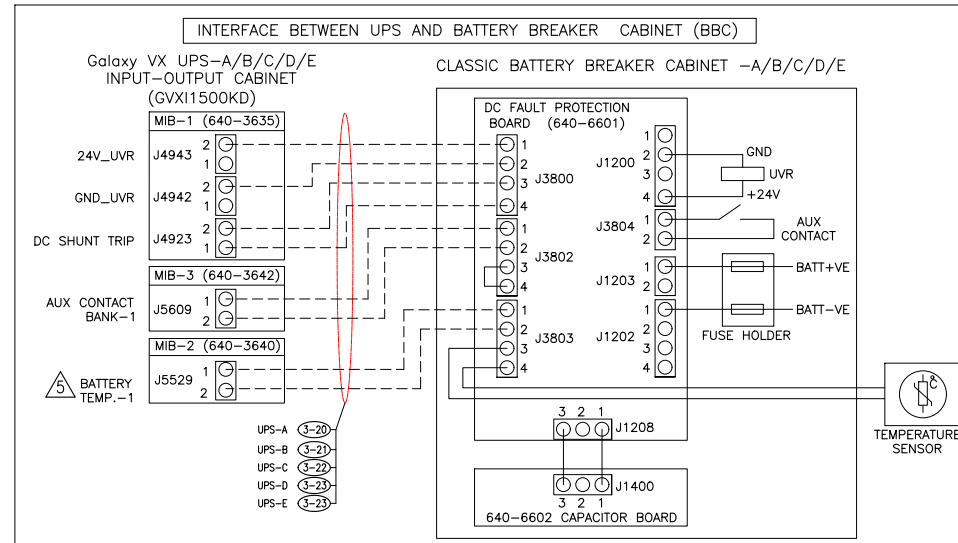 INTERFACE BETWEEN UPS AND BATTERY BREAKER CABINET (BBC)
Galaxy VX UPS-A/B/C/D/E
INPUT-OUTPUT CABINET
(GVXI1500KD)
CLASSIC BATTERY BREAKER CABINET -A/B/C/D/E
MIB-1 (640-3635)
24V_UVR
J4943
2
1
GND_UVR
J4942
2
1
DC SHUNT TRIP
J4923
2
1
MIB-3 (640-3642)
AUX CONTACT
BANK-1
J5609
1
2
MIB-2 (640-3640)
5
BATTERY
TEMP.-1
J5529
1
2
UPS-A 3-20
UPS-B 3-21
UPS-C 3-22
UPS-D 3-23
UPS-E 3-23
DC FAULT PROTECTION
BOARD (640-6601)
J3800
1
2
3
4
J3802
1
2
3
4
J3803
1
2
3
4
J1200
1
2
3
4
J3804
1
2
J1203
1
2
J1202
1
2
3
4
GND
UVR
+24V
AUX
CONTACT
BATT+VE
BATT-VE
FUSE HOLDER
°C
TEMPERATURE
SENSOR
3 2 1
J1208
J1400
3 2 1
640-6602 CAPACITOR BOARD